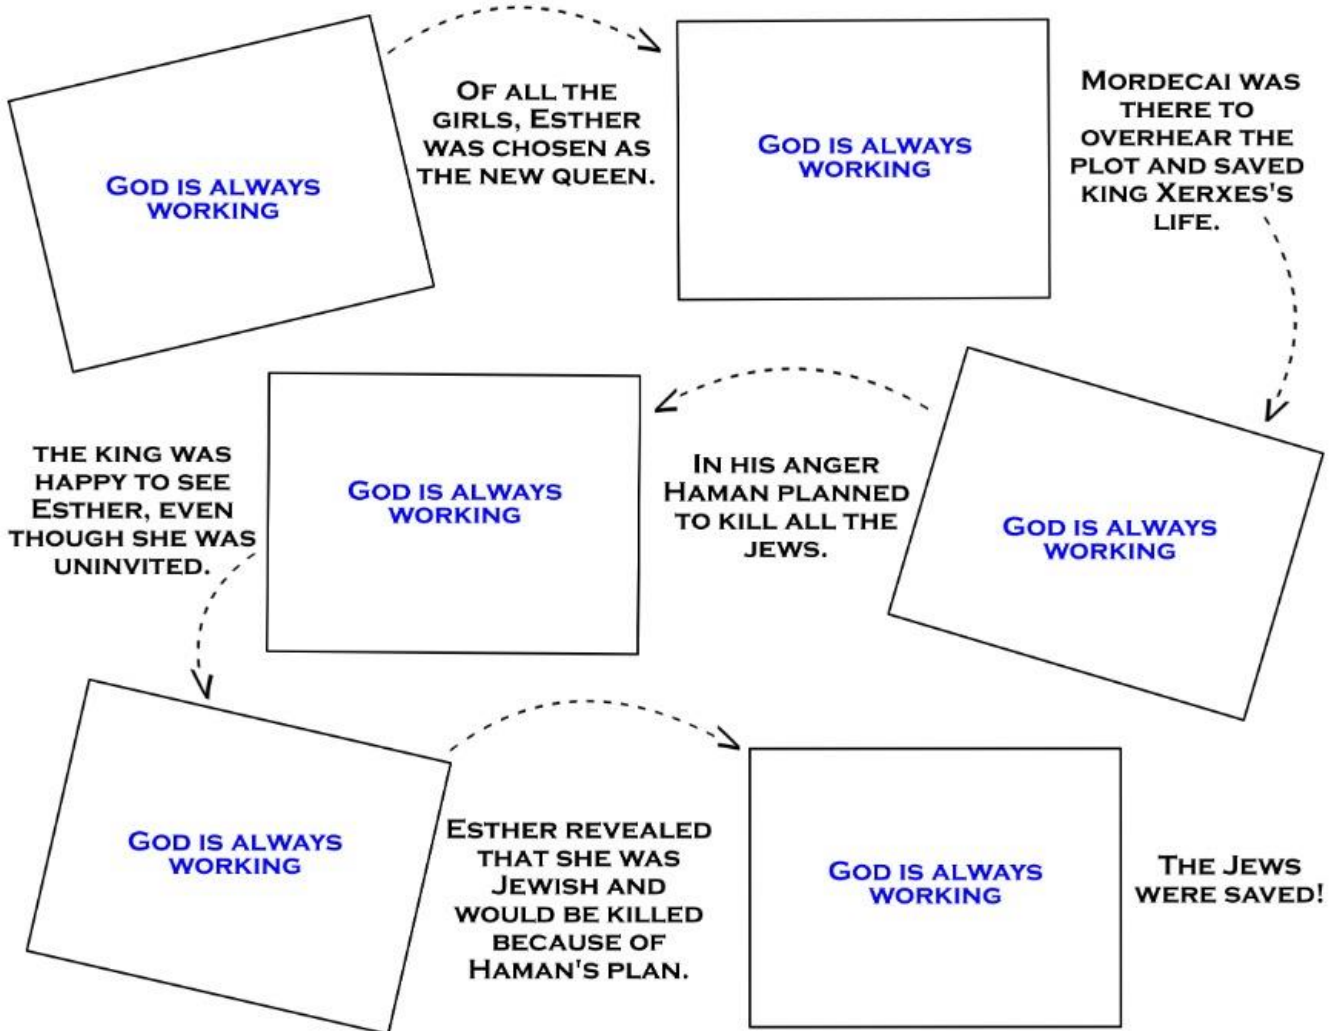 GOD IS ALWAYS
WORKING
OF ALL THE
GIRLS, ESTHER
WAS CHOSEN AS
THE NEW QUEEN.
GOD IS ALWAYS
WORKING
MORDECAI WAS
THERE TO
OVERHEAR THE
PLOT AND SAVED
KING XERXES'S
LIFE.
GOD IS ALWAYS
WORKING
IN HIS ANGER
HAMAN PLANNED
TO KILL ALL THE
JEWS.
GOD IS ALWAYS
WORKING
THE KING WAS
HAPPY TO SEE
ESTHER, EVEN
THOUGH SHE WAS
UNINVITED.
GOD IS ALWAYS
WORKING
ESTHER REVEALED
THAT SHE WAS
JEWISH AND
WOULD BE KILLED
BECAUSE OF
HAMAN'S PLAN.
GOD IS ALWAYS
WORKING
THE JEWS
WERE SAVED!